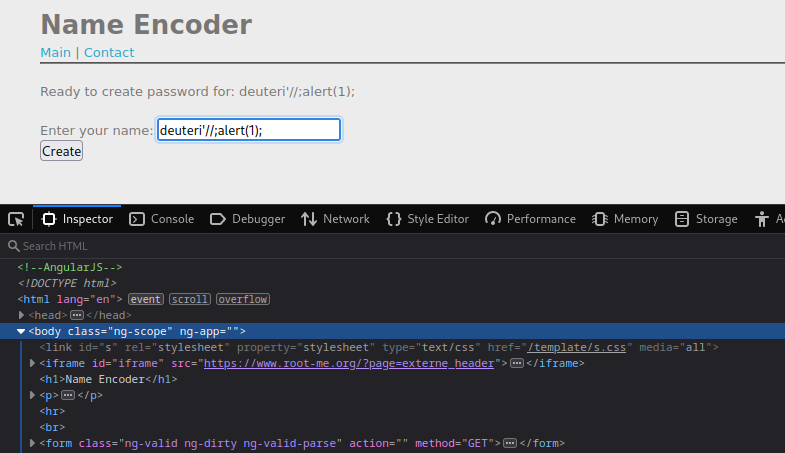 Name Encoder
Main | Contact
Ready to create password for: deuteri'//;alert(1);
Enter your name: deuteri'//;alert(1);
Create
Inspector Console Debugger Network Style Editor Performance Memory Storage
Search HTML
<!--AngularJS-->
<!DOCTYPE html>
<html lang="en"> event scroll overflow
<head> ··· </head>
<body class="ng-scope" ng-app="">
<link id="s" rel="stylesheet" property="stylesheet" type="text/css" href="/template/s.css" media="all">
<iframe id="iframe" src="https://www.root-me.org/?page=externe_header"> ··· </iframe>
<h1>Name Encoder</h1>
<p> ··· </p>
<hr>
<br>
<form class="ng-valid ng-dirty ng-valid-parse" action="" method="GET"> ··· </form>